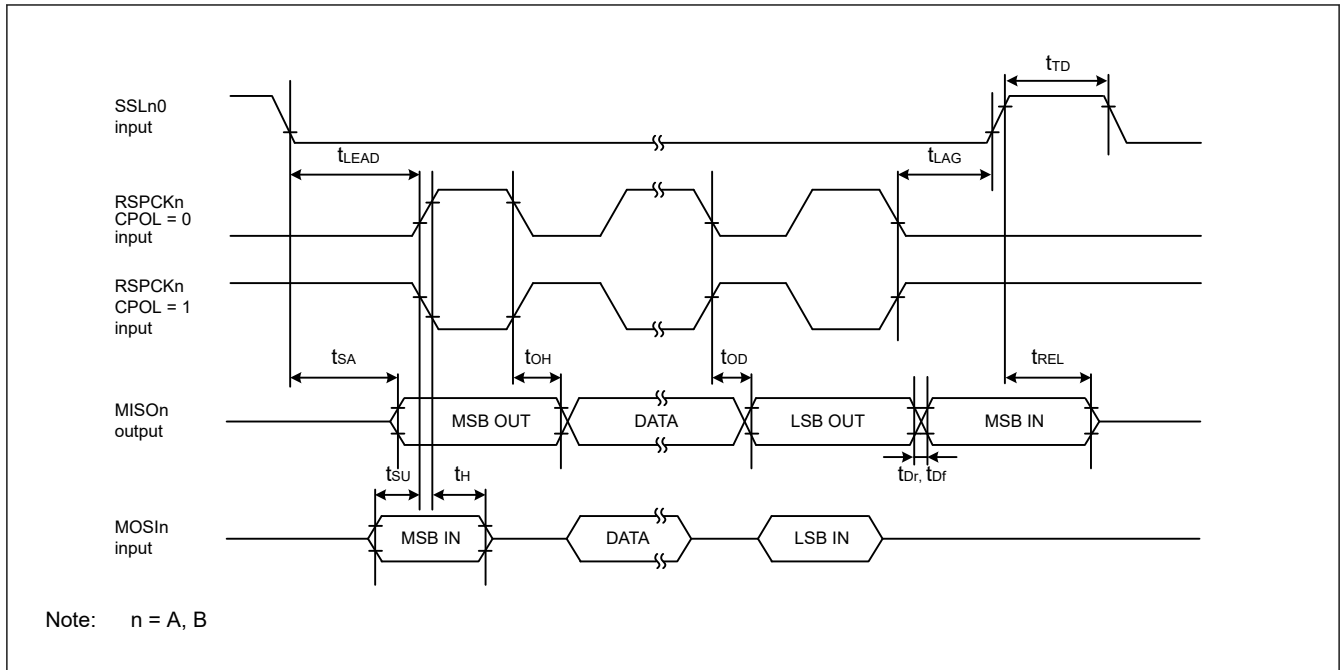 tTD
SSLn0
input
tLEAD
tLAG
RSPCKn
CPOL = 0
input
RSPCKn
CPOL = 1
input
tSA
tOH
tOD
tREL
MISOn
output
MSB OUT
DATA
LSB OUT
MSB IN
tSU
tH
tDr, tDf
MOSIn
input
MSB IN
DATA
LSB IN
Note: n = A, B